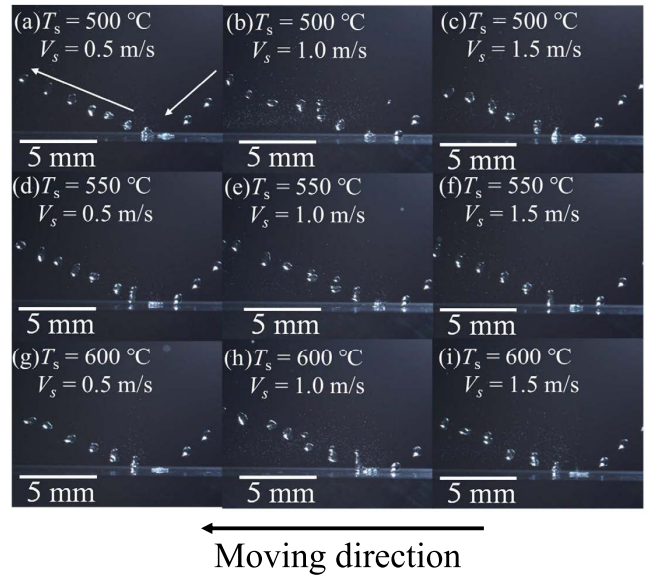 (a)Ts = 500 ℃
Vs = 0.5 m/s
5 mm
(b)Ts = 500 ℃
Vs = 1.0 m/s
5 mm
(c)Ts = 500 ℃
Vs = 1.5 m/s
5 mm
(d)Ts = 550 ℃
Vs = 0.5 m/s
5 mm
(e)Ts = 550 ℃
Vs = 1.0 m/s
5 mm
(f)Ts = 550 ℃
Vs = 1.5 m/s
5 mm
(g)Ts = 600 ℃
Vs = 0.5 m/s
5 mm
(h)Ts = 600 ℃
Vs = 1.0 m/s
5 mm
(i)Ts = 600 ℃
Vs = 1.5 m/s
5 mm
Moving direction